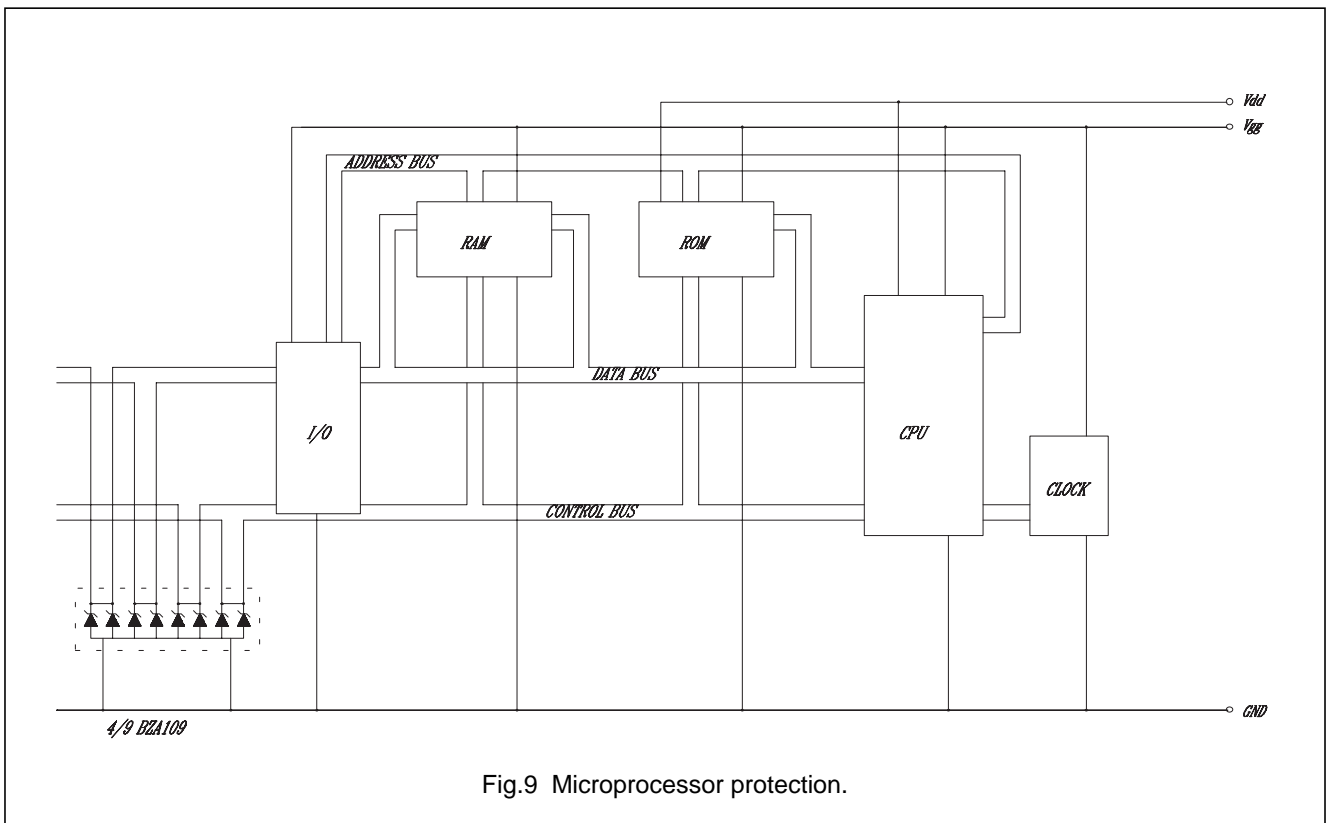 Vdd
Vgg
ADDRESS BUS
RAM
ROM
DATA BUS
I/O
CPU
CLOCK
CONTROL BUS
GND
4/9 BZA109
Fig.9 Microprocessor protection.